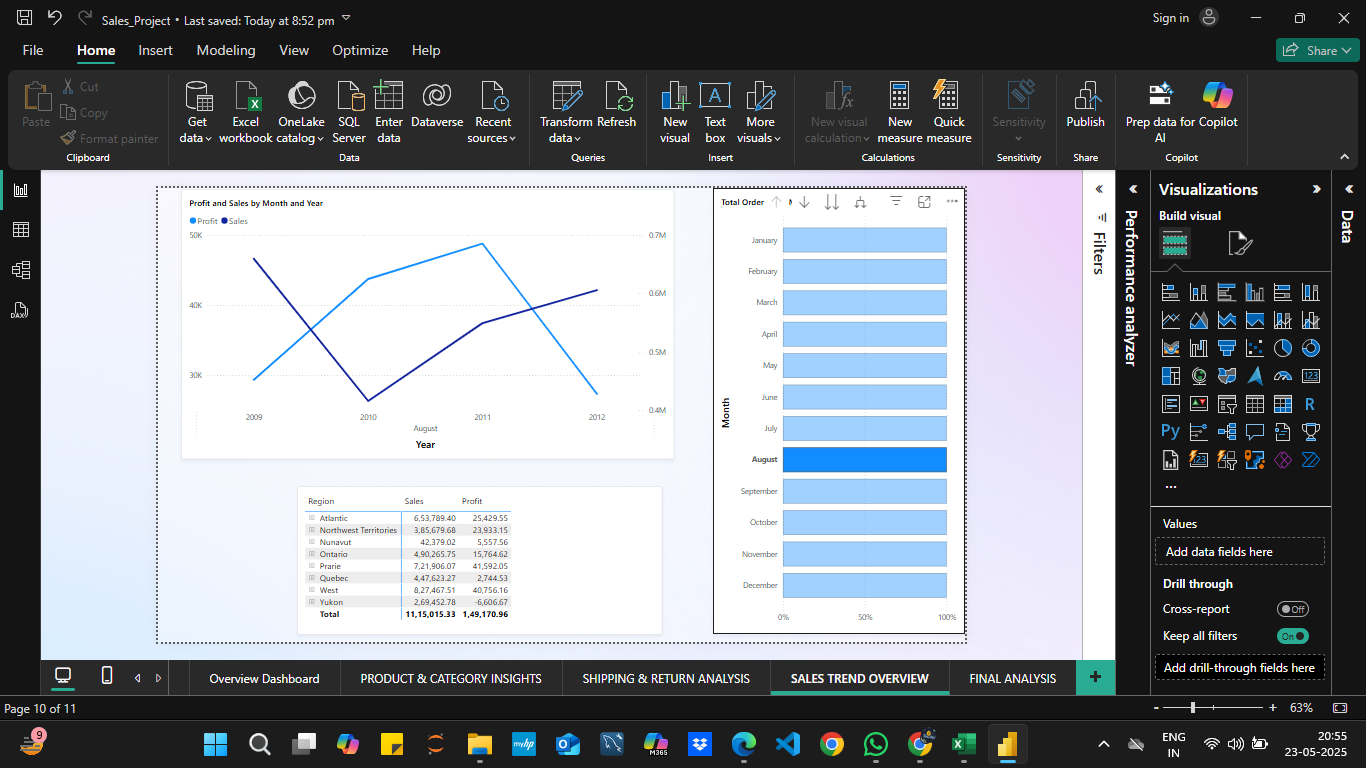 Sales_Project • Last saved: Today at 8:52 pm
Sign in
File Home Insert Modeling View Optimize Help
Share
Paste
Cut
Copy
Format painter
Clipboard
Get data
Excel workbook
OneLake catalog
SQL Server
Enter data
Dataverse
Recent sources
Data
Transform data
Refresh
Queries
New visual
Text box
More visuals
Insert
New visual calculation
New measure
Quick measure
Calculations
Sensitivity
Sensitivity
Publish
Share
Prep data for AI
Copilot
Copilot
Profit and Sales by Month and Year
Profit Sales
50K
40K
30K
0.7M
0.6M
0.5M
0.4M
2009 2010 2011 2012
August
Year
Region Sales Profit
Atlantic 6,53,789.40 25,429.55
Northwest Territories 3,85,679.68 23,933.15
Nunavut 42,379.02 5,557.56
Ontario 4,90,265.75 15,764.62
Prarie 7,21,906.07 41,592.05
Quebec 4,47,623.27 2,744.53
West 8,27,467.51 40,756.16
Yukon 2,69,452.78 -6,606.67
Total 11,15,015.33 1,49,170.96
Total Order
Month
January
February
March
April
May
June
July
August
September
October
November
December
0% 50% 100%
Filters
Performance analyzer
Visualizations
Build visual
123
R
Py
123
...
Values
Add data fields here
Drill through
Cross-report
Off
Keep all filters
On
Add drill-through fields here
Data
Overview Dashboard
PRODUCT & CATEGORY INSIGHTS
SHIPPING & RETURN ANALYSIS
SALES TREND OVERVIEW
FINAL ANALYSIS
+
Page 10 of 11
- + 63%
9
myhp
M365
ENG
IN
20:55
23-05-2025